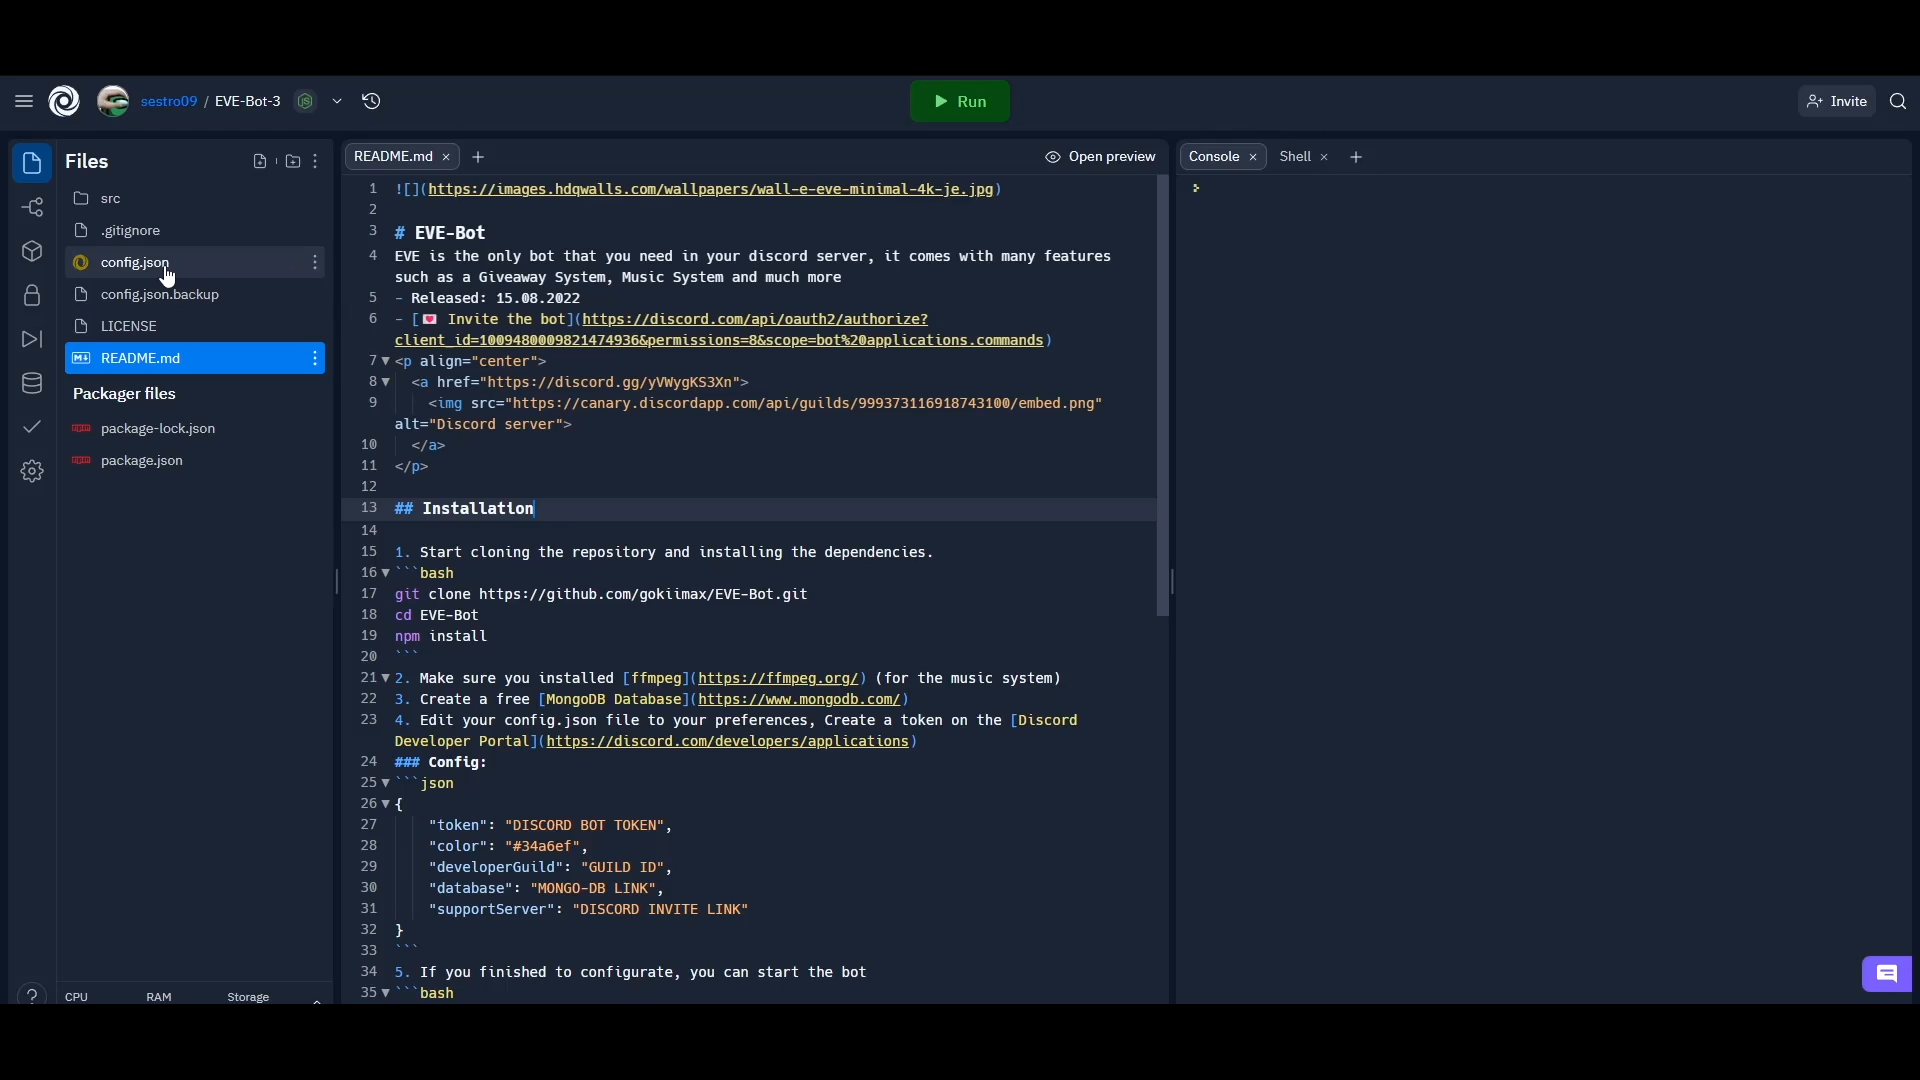 sestro09 / EVE-Bot-3
Run
Invite
Files
src
.gitignore
config.json
config.json.backup
LICENSE
README.md
Packager files
package-lock.json
package.json
CPU RAM Storage
README.md
Open preview
1 ![](https://images.hdqwalls.com/wallpapers/wall-e-eve-minimal-4k-je.jpg)
2
3 # EVE-Bot
4 EVE is the only bot that you need in your discord server, it comes with many features
such as a Giveaway System, Music System and much more
5 - Released: 15.08.2022
6 - [💌 Invite the bot](https://discord.com/api/oauth2/authorize?
client_id=1009480009821474936&permissions=8&scope=bot%20applications.commands)
7 <p align="center">
8 <a href="https://discord.gg/yVWygKS3Xn">
9 <img src="https://canary.discordapp.com/api/guilds/999373116918743100/embed.png"
alt="Discord server">
10 </a>
11 </p>
12
13 ## Installation
14
15 1. Start cloning the repository and installing the dependencies.
16 ```bash
17 git clone https://github.com/gokiimax/EVE-Bot.git
18 cd EVE-Bot
19 npm install
20 ```
21 2. Make sure you installed [ffmpeg](https://ffmpeg.org/) (for the music system)
22 3. Create a free [MongoDB Database](https://www.mongodb.com/)
23 4. Edit your config.json file to your preferences, Create a token on the [Discord
Developer Portal](https://discord.com/developers/applications)
24 ### Config:
25 ```json
26 {
27 "token": "DISCORD BOT TOKEN",
28 "color": "#34a6ef",
29 "developerGuild": "GUILD ID",
30 "database": "MONGO-DB LINK",
31 "supportServer": "DISCORD INVITE LINK"
32 }
33 ```
34 5. If you finished to configurate, you can start the bot
35 ```bash
Console
Shell